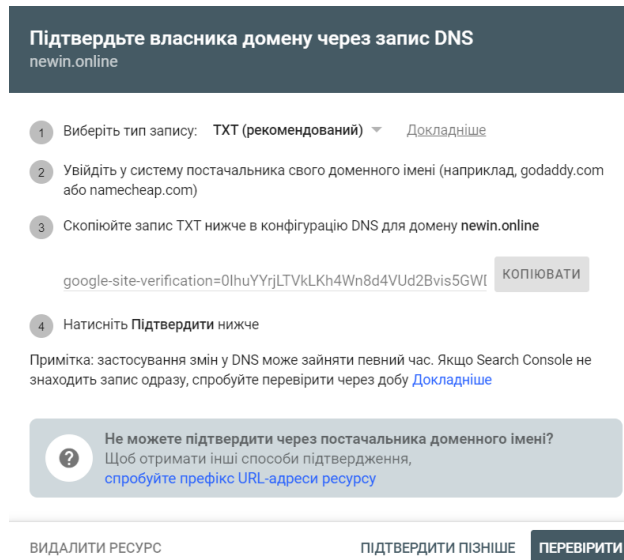 Підтвердьте власника домену через запис DNS
newin.online
1 Виберіть тип запису: TXT (рекомендований) Докладніше
2 Увійдіть у систему постачальника свого доменного імені (наприклад, godaddy.com
або namecheap.com)
3 Скопіюйте запис TXT нижче в конфігурацію DNS для домену newin.online
google-site-verification=0IhuYYrjLTVkLKh4Wn8d4VUd2Bvis5GWD КОПІЮВАТИ
4 Натисніть Підтвердити нижче
Примітка: застосування змін у DNS може зайняти певний час. Якщо Search Console не
знаходить запис одразу, спробуйте перевірити через добу Докладніше
Не можете підтвердити через постачальника доменного імені?
? Щоб отримати інші способи підтвердження,
спробуйте префікс URL-адреси ресурсу
ВИДАЛИТИ РЕСУРС ПІДТВЕРДИТИ ПІЗНІШЕ ПЕРЕВІРИТИ